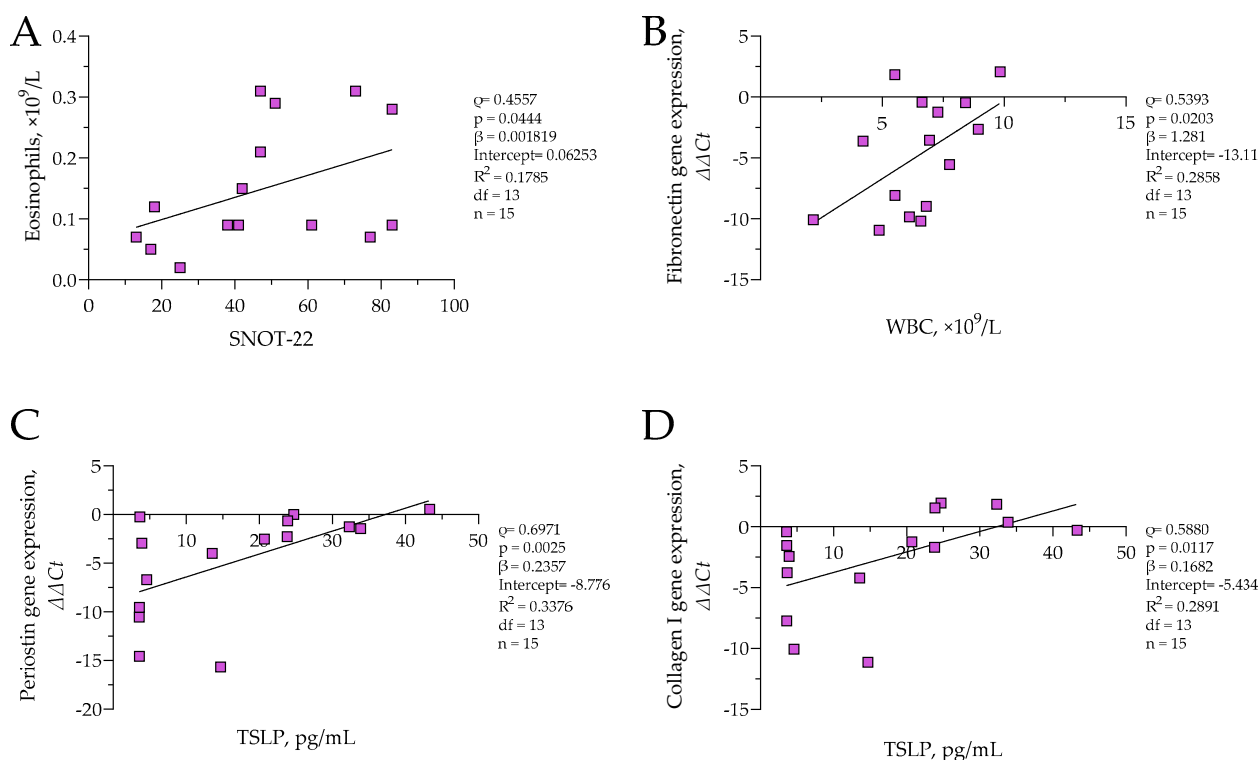 A
Eosinophils, ×10⁹/L
0.4
0.3
0.2
0.1
0.0
0 20 40 60 80 100
SNOT-22
ϱ= 0.4557
p = 0.0444
β = 0.001819
Intercept= 0.06253
R² = 0.1785
df = 13
n = 15
B
Fibronectin gene expression,
ΔΔCt
5
0
-5
-10
-15
5 10 15
WBC, ×10⁹/L
ϱ= 0.5393
p = 0.0203
β = 1.281
Intercept= -13.11
R² = 0.2858
df = 13
n = 15
C
Periostin gene expression,
ΔΔCt
5
0
-5
-10
-15
-20
10 20 30 40 50
TSLP, pg/mL
ϱ= 0.6971
p = 0.0025
β = 0.2357
Intercept= -8.776
R² = 0.3376
df = 13
n = 15
D
Collagen I gene expression,
ΔΔCt
5
0
-5
-10
-15
10 20 30 40 50
TSLP, pg/mL
ϱ= 0.5880
p = 0.0117
β = 0.1682
Intercept= -5.434
R² = 0.2891
df = 13
n = 15